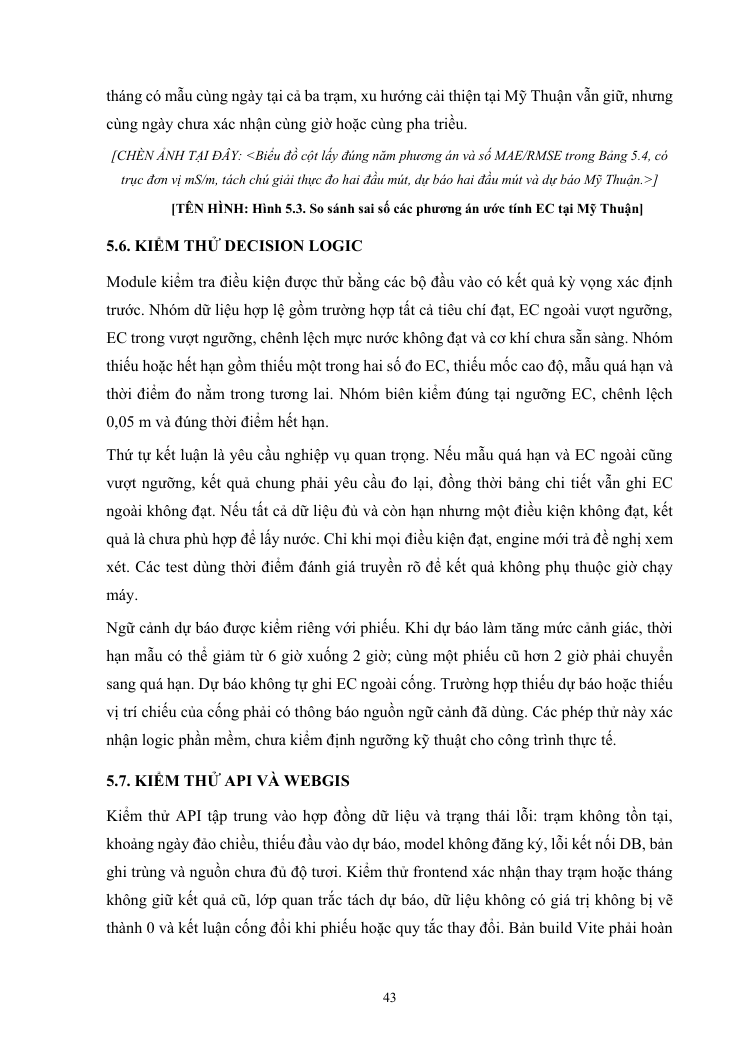 tháng có mẫu cùng ngày tại cả ba trạm, xu hướng cải thiện tại Mỹ Thuận vẫn giữ, nhưng
cùng ngày chưa xác nhận cùng giờ hoặc cùng pha triều.
[CHÈN ẢNH TẠI ĐÂY: <Biểu đồ cột lấy đúng năm phương án và số MAE/RMSE trong Bảng 5.4, có
trục đơn vị mS/m, tách chú giải thực đo hai đầu mút, dự báo hai đầu mút và dự báo Mỹ Thuận.>]
[TÊN HÌNH: Hình 5.3. So sánh sai số các phương án ước tính EC tại Mỹ Thuận]
5.6. KIỂM THỬ DECISION LOGIC
Module kiểm tra điều kiện được thử bằng các bộ đầu vào có kết quả kỳ vọng xác định
trước. Nhóm dữ liệu hợp lệ gồm trường hợp tất cả tiêu chí đạt, EC ngoài vượt ngưỡng,
EC trong vượt ngưỡng, chênh lệch mực nước không đạt và cơ khí chưa sẵn sàng. Nhóm
thiếu hoặc hết hạn gồm thiếu một trong hai số đo EC, thiếu mốc cao độ, mẫu quá hạn và
thời điểm đo nằm trong tương lai. Nhóm biên kiểm đúng tại ngưỡng EC, chênh lệch
0,05 m và đúng thời điểm hết hạn.
Thứ tự kết luận là yêu cầu nghiệp vụ quan trọng. Nếu mẫu quá hạn và EC ngoài cũng
vượt ngưỡng, kết quả chung phải yêu cầu đo lại, đồng thời bảng chi tiết vẫn ghi EC
ngoài không đạt. Nếu tất cả dữ liệu đủ và còn hạn nhưng một điều kiện không đạt, kết
quả là chưa phù hợp để lấy nước. Chỉ khi mọi điều kiện đạt, engine mới trả đề nghị xem
xét. Các test dùng thời điểm đánh giá truyền rõ để kết quả không phụ thuộc giờ chạy
máy.
Ngữ cảnh dự báo được kiểm riêng với phiếu. Khi dự báo làm tăng mức cảnh giác, thời
hạn mẫu có thể giảm từ 6 giờ xuống 2 giờ; cùng một phiếu cũ hơn 2 giờ phải chuyển
sang quá hạn. Dự báo không tự ghi EC ngoài cống. Trường hợp thiếu dự báo hoặc thiếu
vị trí chiếu của cống phải có thông báo nguồn ngữ cảnh đã dùng. Các phép thử này xác
nhận logic phần mềm, chưa kiểm định ngưỡng kỹ thuật cho công trình thực tế.
5.7. KIỂM THỬ API VÀ WEBGIS
Kiểm thử API tập trung vào hợp đồng dữ liệu và trạng thái lỗi: trạm không tồn tại,
khoảng ngày đảo chiều, thiếu đầu vào dự báo, model không đăng ký, lỗi kết nối DB, bản
ghi trùng và nguồn chưa đủ độ tươi. Kiểm thử frontend xác nhận thay trạm hoặc tháng
không giữ kết quả cũ, lớp quan trắc tách dự báo, dữ liệu không có giá trị không bị vẽ
thành 0 và kết luận cống đổi khi phiếu hoặc quy tắc thay đổi. Bản build Vite phải hoàn
43